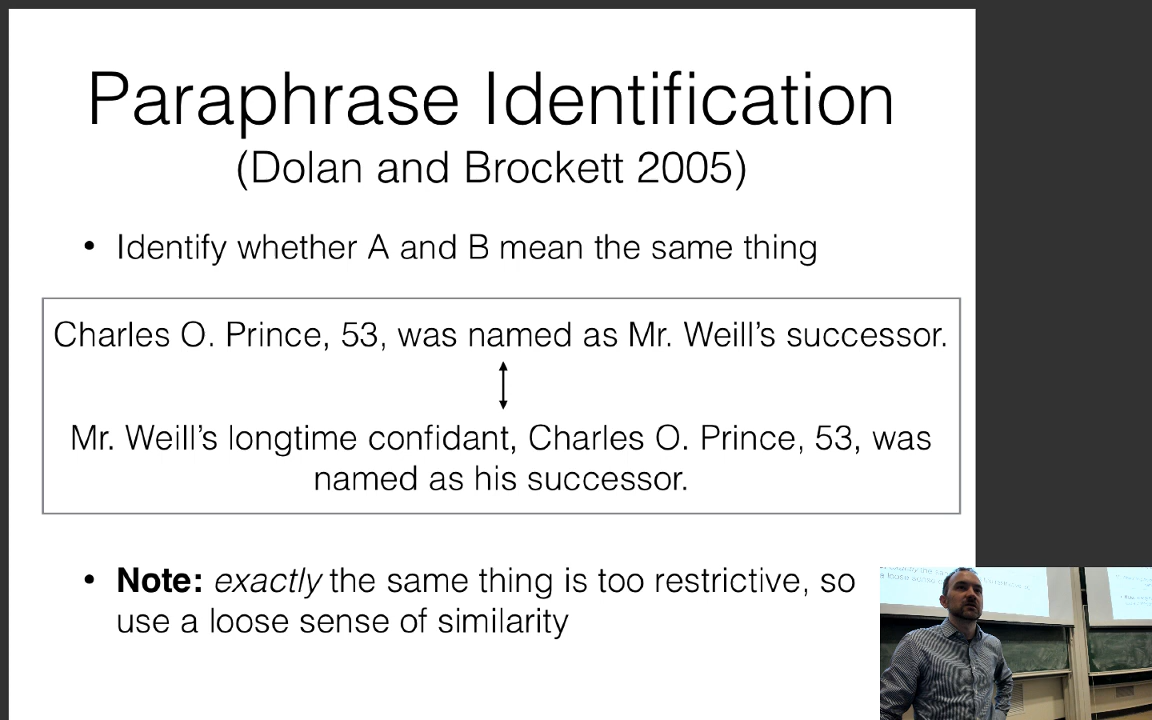 Paraphrase Identification
(Dolan and Brockett 2005)
• Identify whether A and B mean the same thing
Charles O. Prince, 53, was named as Mr. Weill’s successor.
Mr. Weill’s longtime confidant, Charles O. Prince, 53, was
named as his successor.
• Note: exactly the same thing is too restrictive, so
use a loose sense of similarity